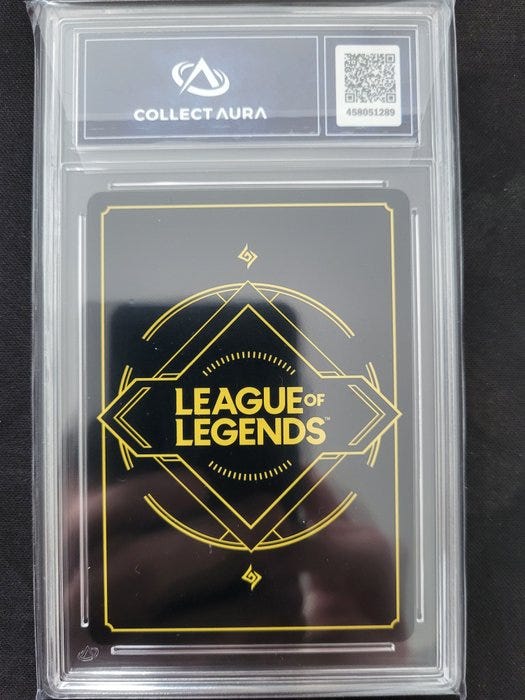 COLLECT AURA
458051289
LEAGUE OF
LEGENDS™